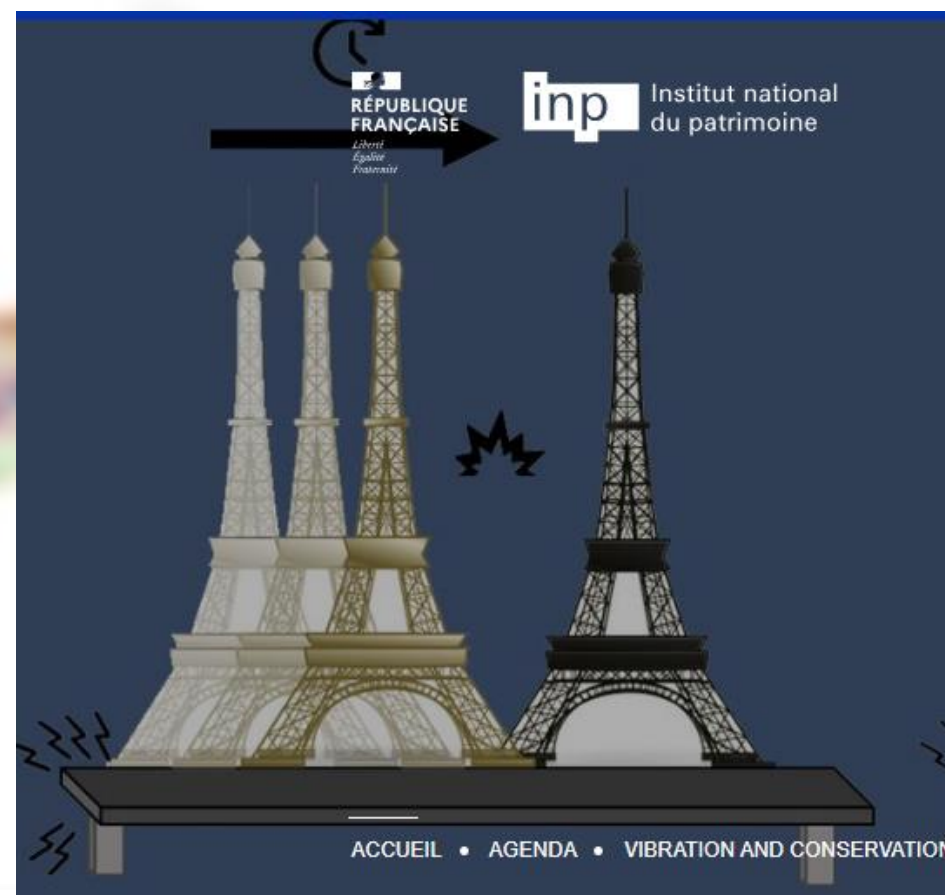 RÉPUBLIQUE
FRANÇAISE
Liberté
Égalité
Fraternité
inp
Institut national
du patrimoine
ACCUEIL • AGENDA • VIBRATION AND CONSERVATION